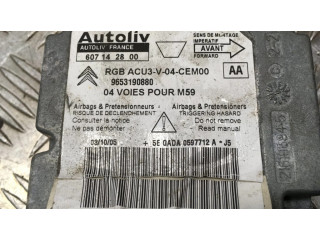 Autoliv
AUTOLIV FRANCE
607 14 28 00
SENS DE MONTAGE
IMPERATIF
AVANT
FORWARD
RGB ACU3-V-04-CEM00
9653190880
AA
04 VOIES POUR M59
Airbags & Pretensionneurs
RISQUE DE DECLENCHEMENT
Consulter la notice
Ne pas démonter
Airbags & Pretensioners
TRIGGERING HAZARD
Read manual
Do not remove
03/10/05
+ 5E 0ADA 0597712 A * J5